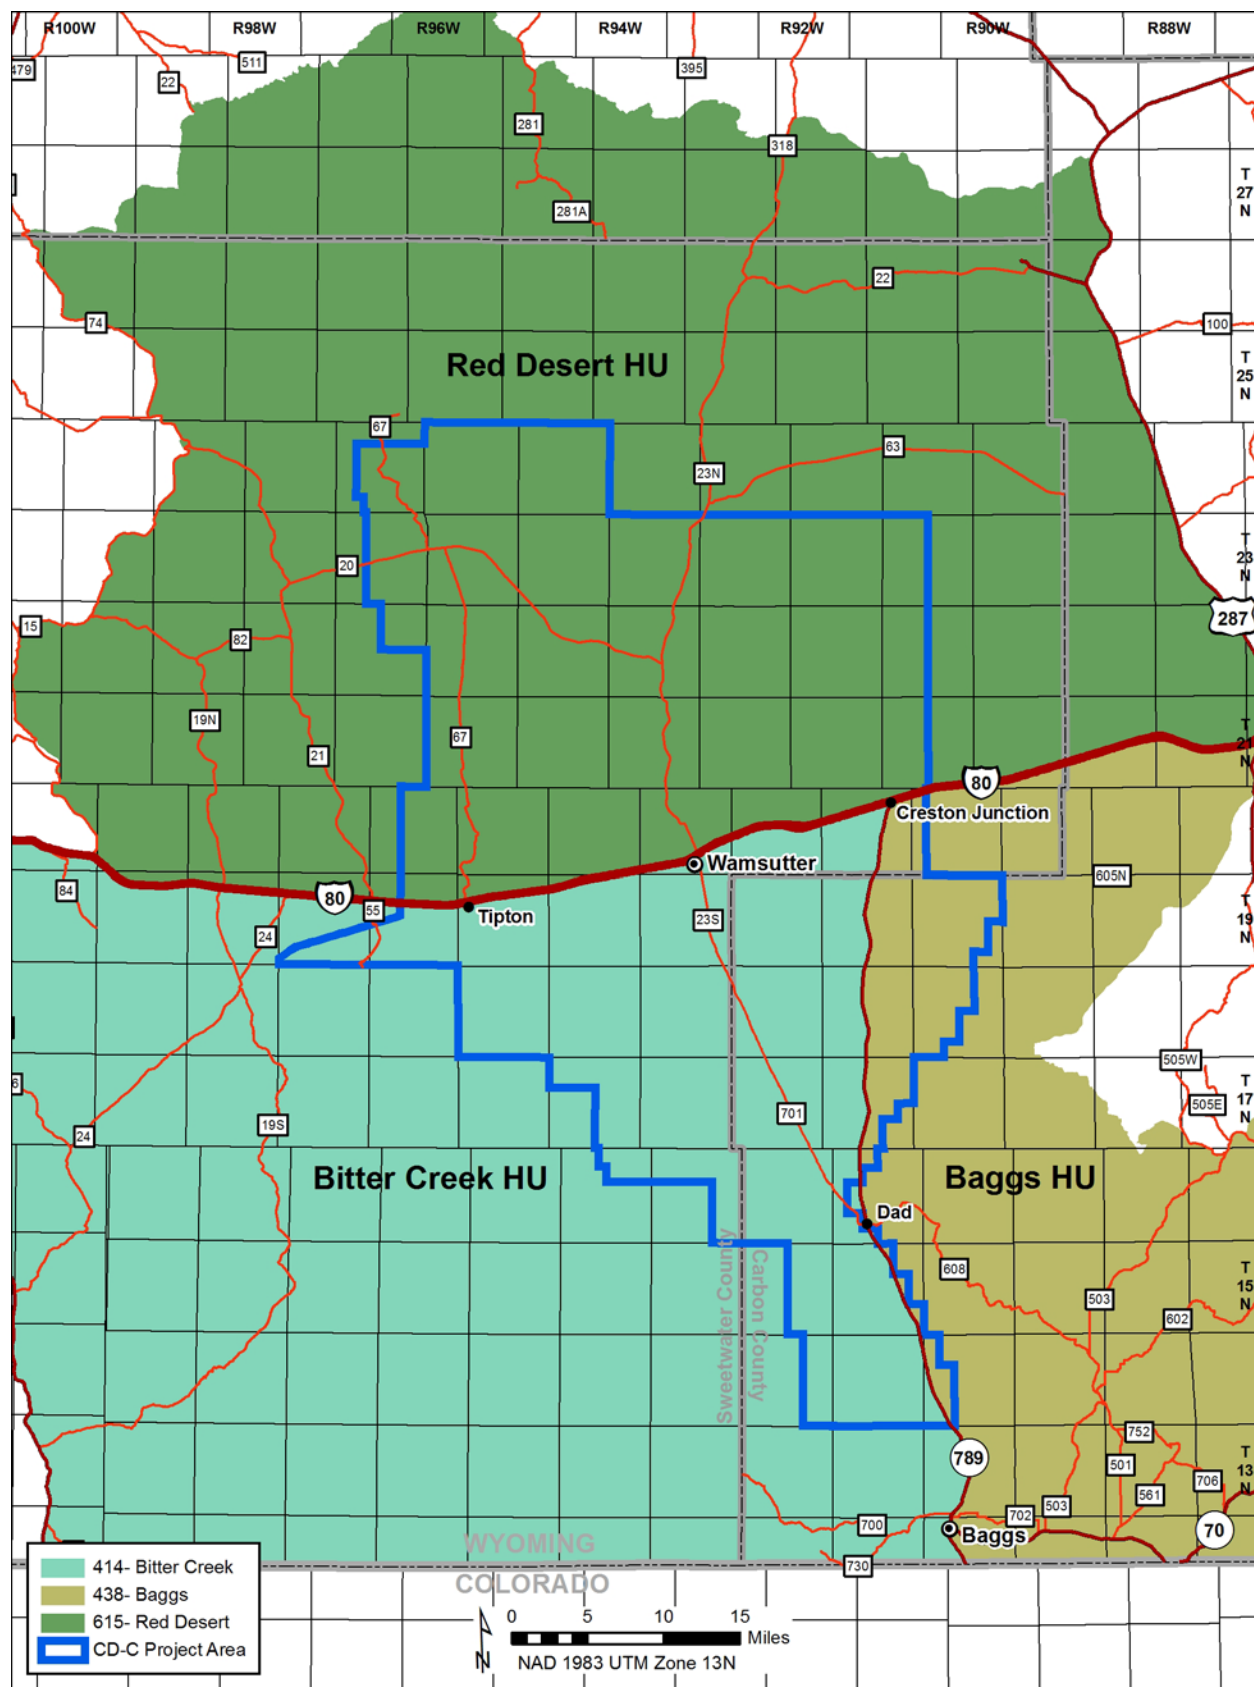 R100W R98W R96W R94W R92W R90W R88W
479
22
511
281
395
318
T
27
N
281A
22
74
100
Red Desert HU
T
25
N
67
23N
63
20
T
23
N
15
82
287
19N
21
67
T
21
N
80
Creston Junction
Wamsutter
84
80
55
Tipton
605N
24
23S
T
19
N
505W
505E
6
24
19S
701
T
17
N
Bitter Creek HU
Baggs HU
Dad
608
Sweetwater County
Carbon County
503
602
T
15
N
752
789
501
706
561
T
13
N
503
702
700
70
Baggs
730
WYOMING
COLORADO
414- Bitter Creek
438- Baggs
615- Red Desert
CD-C Project Area
N
0 5 10 15
Miles
NAD 1983 UTM Zone 13N